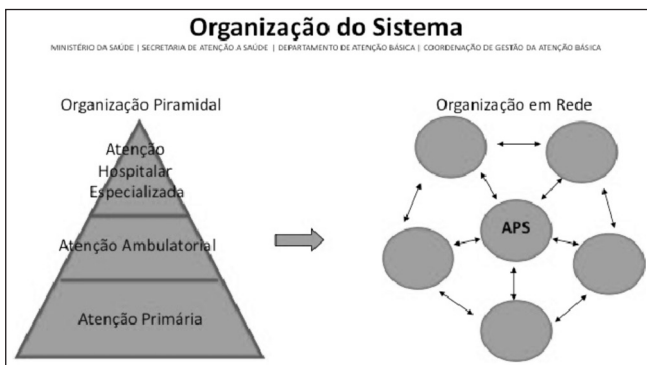 Organização do Sistema
MINISTÉRIO DA SAÚDE | SECRETARIA DE ATENÇÃO A SAÚDE | DEPARTAMENTO DE ATENÇÃO BÁSICA | COORDENAÇÃO DE GESTÃO DA ATENÇÃO BÁSICA
Organização Piramidal
Atenção
Hospitalar
Especializada
Atenção Ambulatorial
Atenção Primária
Organização em Rede
APS